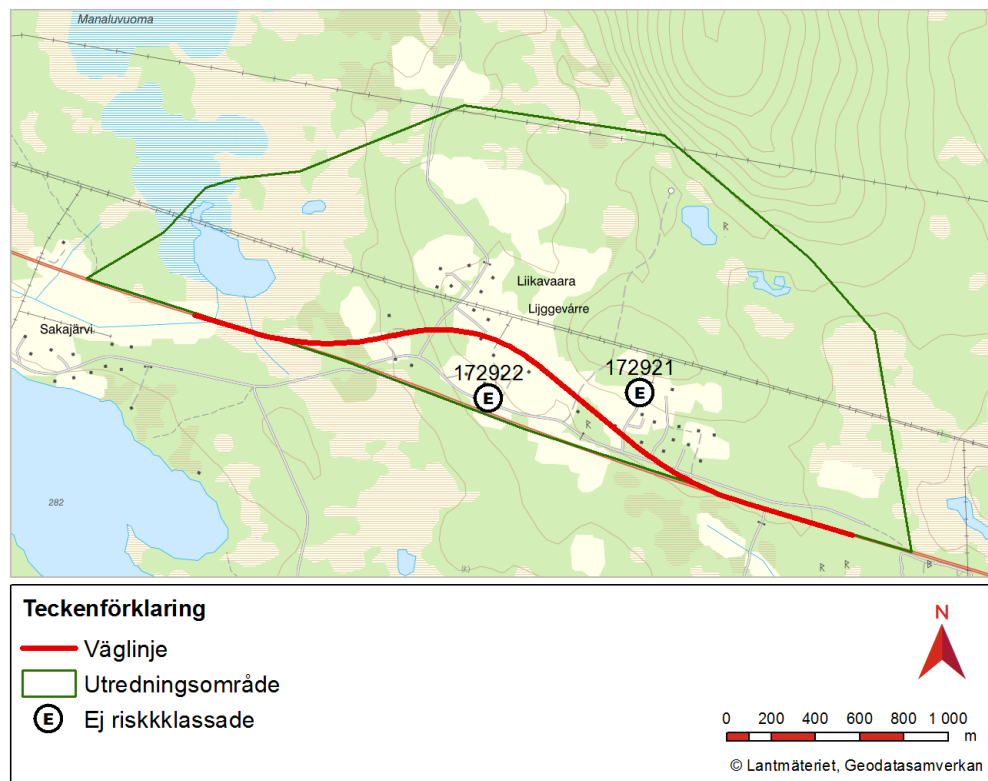 Manaluvuoma
Liikavaara
Lijggevárre
Sakajärvi
172922
172921
E
E
282
Teckenförklaring
Väglinje
Utredningsområde
E Ej riskkklassade
N
0 200 400 600 800 1 000
m
© Lantmäteriet, Geodatasamverkan